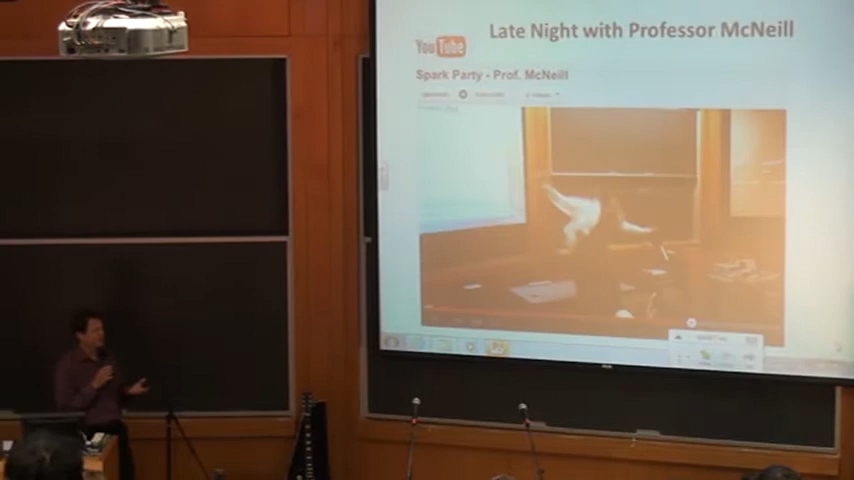 Late Night with Professor McNeill
YouTube
Spark Party - Prof. McNeill